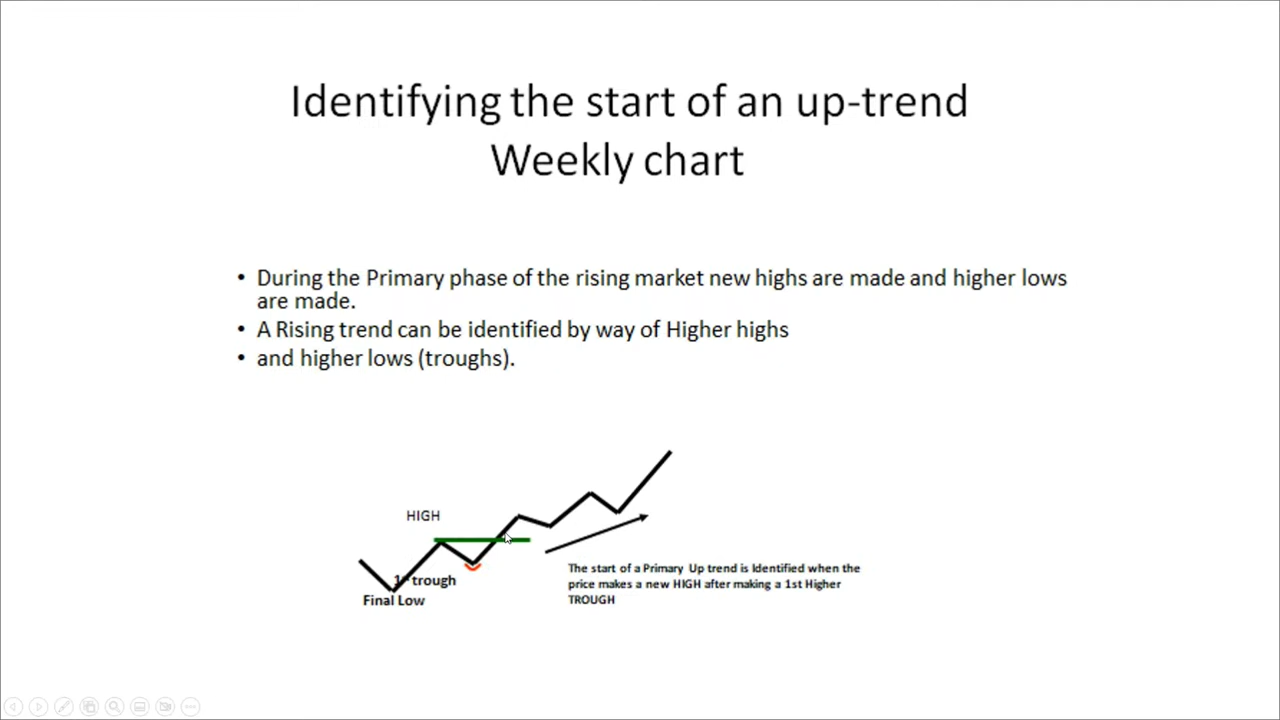 Identifying the start of an up-trend
Weekly chart
• During the Primary phase of the rising market new highs are made and higher lows
are made.
• A Rising trend can be identified by way of Higher highs
• and higher lows (troughs).
HIGH
trough
Final Low
The start of a Primary Up trend is Identified when the
price makes a new HIGH after making a 1st Higher
TROUGH